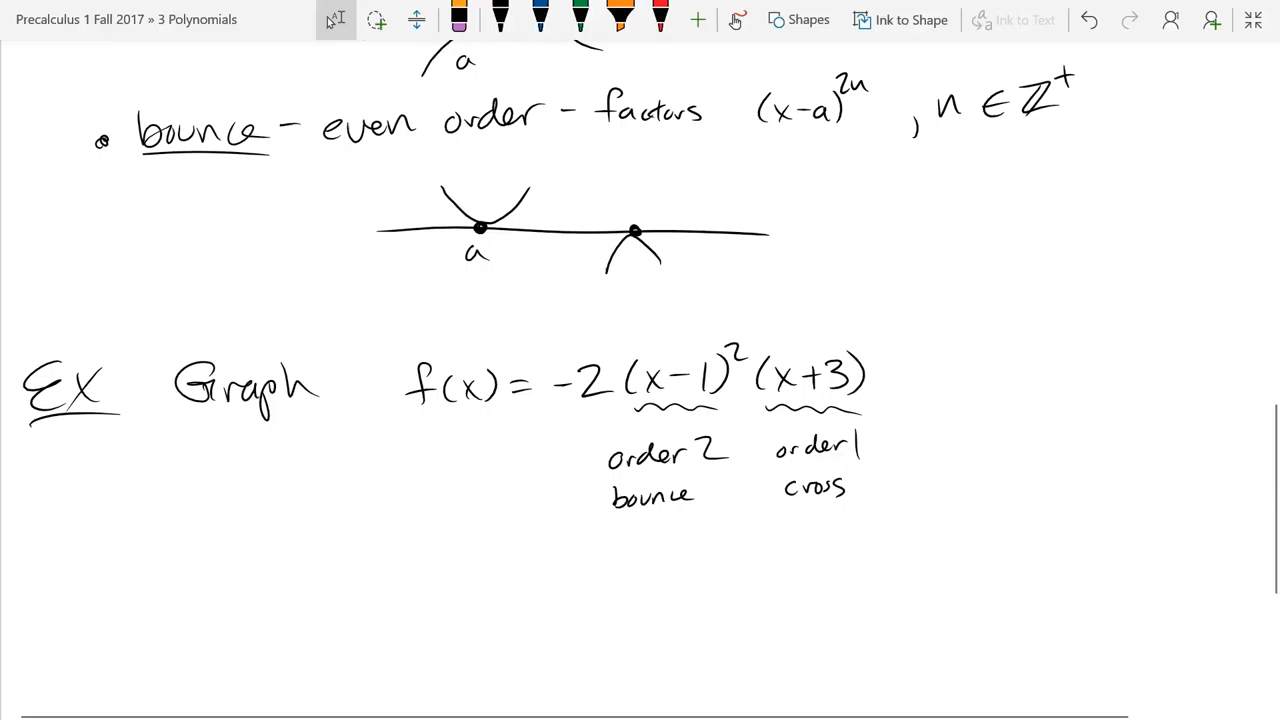 Precalculus 1 Fall 2017 » 3 Polynomials
Shapes
Ink to Shape
Ink to Text
a
• bounce – even order – factors (x-a)²ⁿ , n ∈ ℤ⁺
a
Ex Graph f(x) = -2(x-1)²(x+3)
order 2 order 1
bounce cross